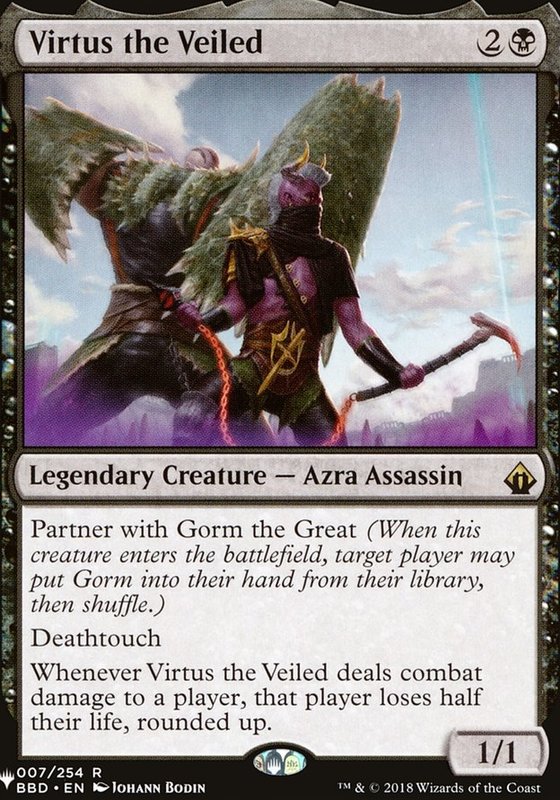 Virtus the Veiled 2
Legendary Creature — Azra Assassin
Partner with Gorm the Great (When this
creature enters the battlefield, target player may
put Gorm into their hand from their library,
then shuffle.)
Deathtouch
Whenever Virtus the Veiled deals combat
damage to a player, that player loses half
their life, rounded up.
1/1
007/254 R
BBD • EN Johann Bodin
™ & © 2018 Wizards of the Coast